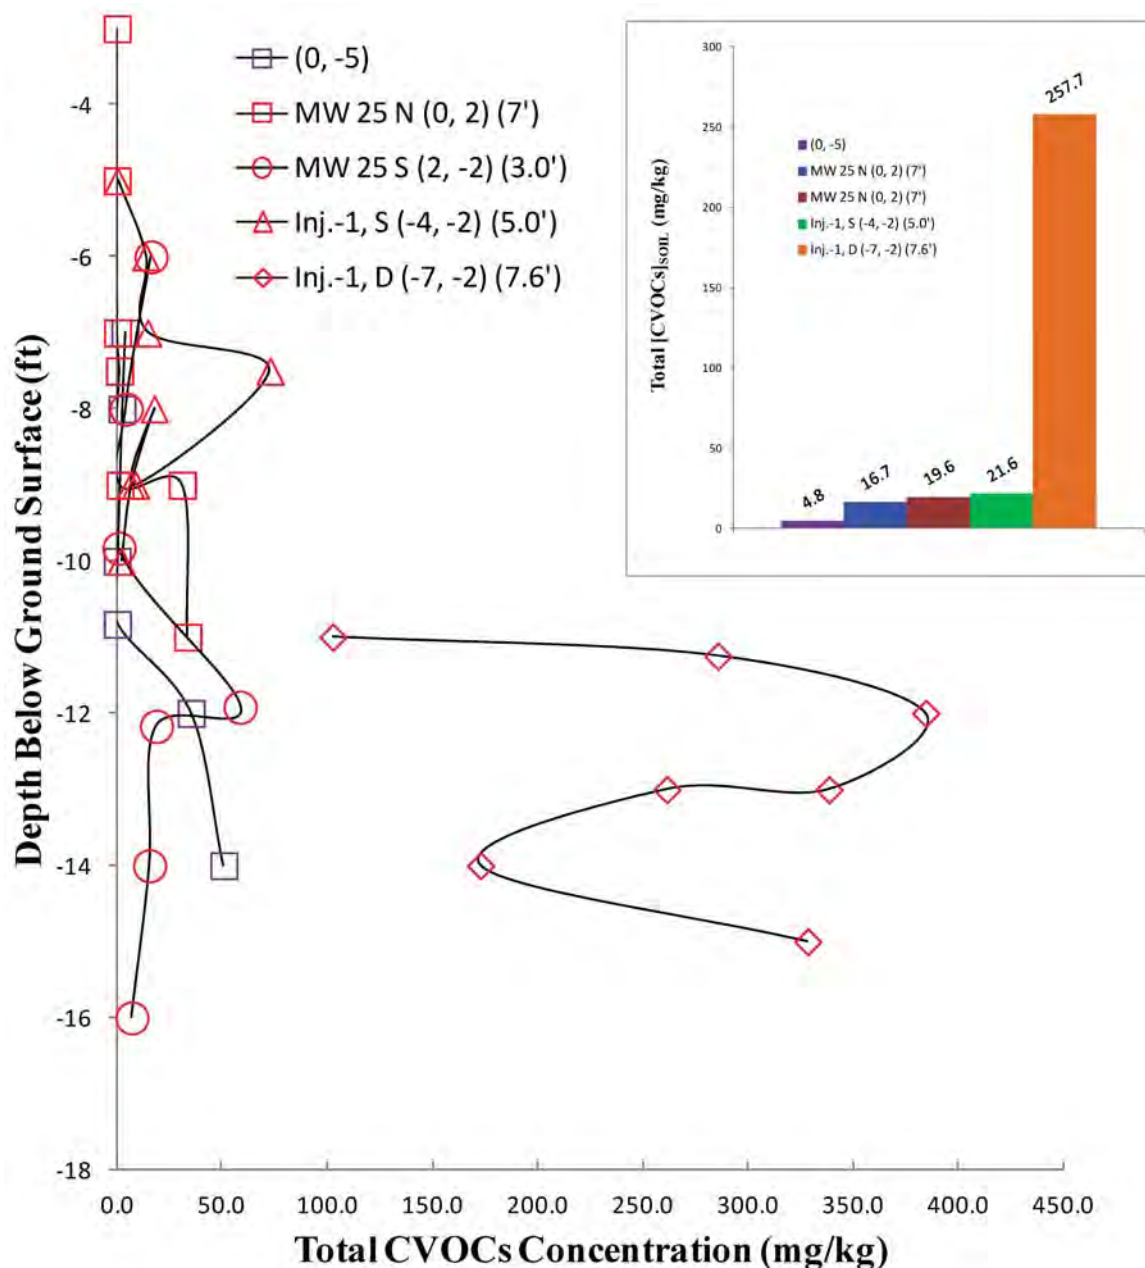 (0, -5)
MW 25 N (0, 2) (7')
MW 25 S (2, -2) (3.0')
Inj.-1, S (-4, -2) (5.0')
Inj.-1, D (-7, -2) (7.6')
Depth Below Ground Surface (ft)
-4
-6
-8
-10
-12
-14
-16
-18
0.0 50.0 100.0 150.0 200.0 250.0 300.0 350.0 400.0 450.0
Total CVOCs Concentration (mg/kg)
Total [CVOCs]SOIL (mg/kg)
300
250
200
150
100
50
0
(0, -5)
MW 25 N (0, 2) (7')
MW 25 N (0, 2) (7')
Inj.-1, S (-4, -2) (5.0')
Inj.-1, D (-7, -2) (7.6')
4.8 16.7 19.6 21.6 257.7